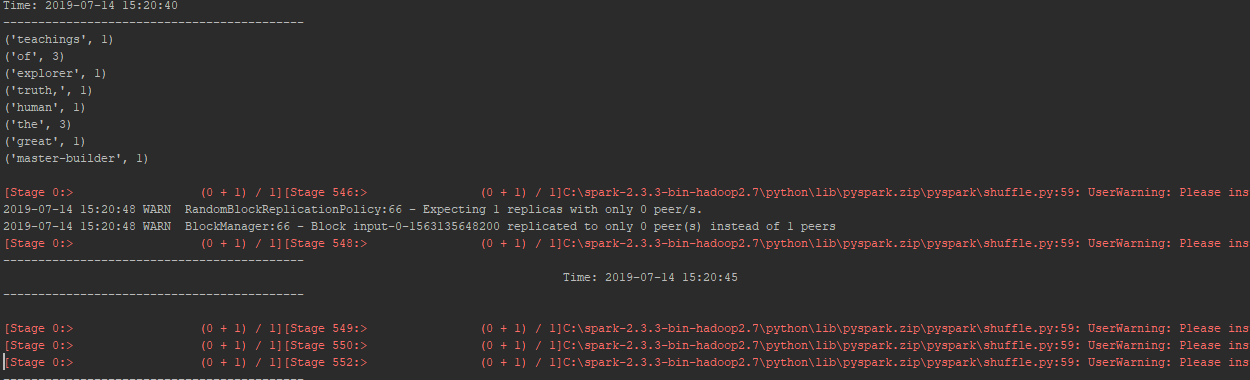 Time: 2019-07-14 15:20:40
-------------------------------------------
('teachings', 1)
('of', 3)
('explorer', 1)
('truth,', 1)
('human', 1)
('the', 3)
('great', 1)
('master-builder', 1)
[Stage 0:>                  (0 + 1) / 1][Stage 546:>                (0 + 1) / 1]C:\spark-2.3.3-bin-hadoop2.7\python\lib\pyspark.zip\pyspark\shuffle.py:59: UserWarning: Please ins
2019-07-14 15:20:48 WARN  RandomBlockReplicationPolicy:66 - Expecting 1 replicas with only 0 peer/s.
2019-07-14 15:20:48 WARN  BlockManager:66 - Block input-0-1563135648200 replicated to only 0 peer(s) instead of 1 peers
[Stage 0:>                  (0 + 1) / 1][Stage 548:>                (0 + 1) / 1]C:\spark-2.3.3-bin-hadoop2.7\python\lib\pyspark.zip\pyspark\shuffle.py:59: UserWarning: Please ins
-------------------------------------------
Time: 2019-07-14 15:20:45
-------------------------------------------
[Stage 0:>                  (0 + 1) / 1][Stage 549:>                (0 + 1) / 1]C:\spark-2.3.3-bin-hadoop2.7\python\lib\pyspark.zip\pyspark\shuffle.py:59: UserWarning: Please ins
[Stage 0:>                  (0 + 1) / 1][Stage 550:>                (0 + 1) / 1]C:\spark-2.3.3-bin-hadoop2.7\python\lib\pyspark.zip\pyspark\shuffle.py:59: UserWarning: Please ins
[Stage 0:>                  (0 + 1) / 1][Stage 552:>                (0 + 1) / 1]C:\spark-2.3.3-bin-hadoop2.7\python\lib\pyspark.zip\pyspark\shuffle.py:59: UserWarning: Please ins
-------------------------------------------